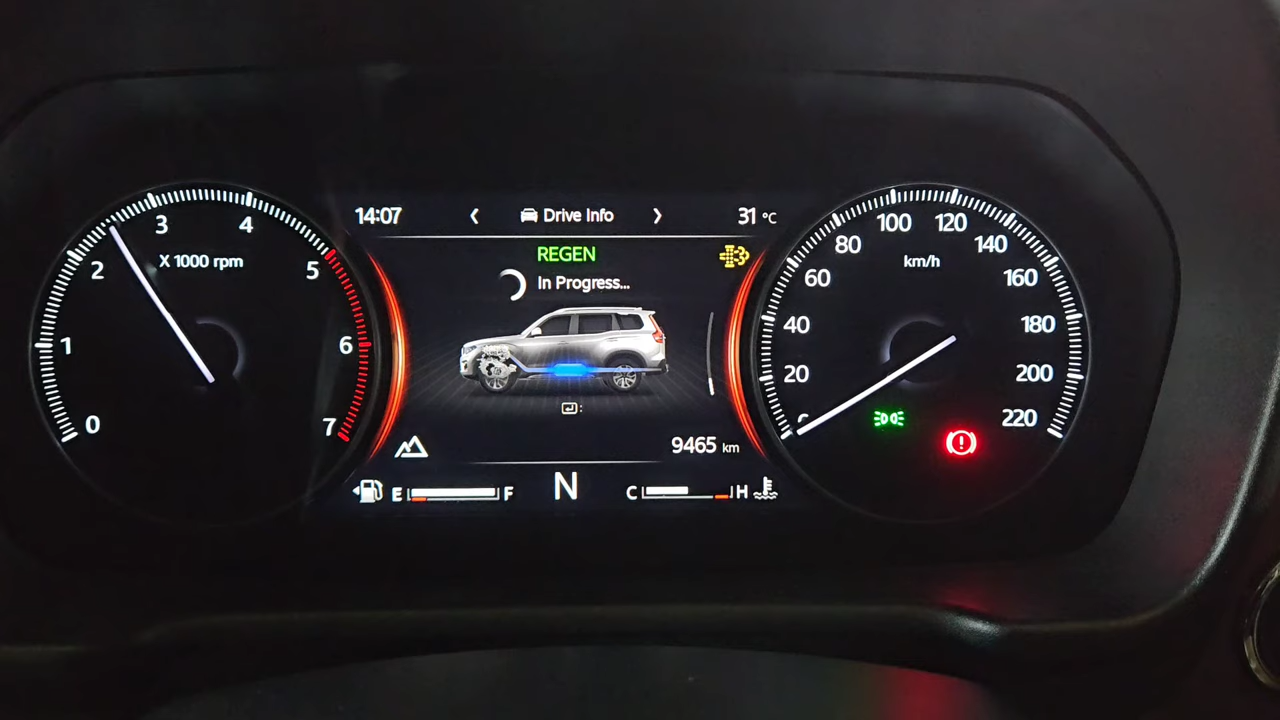 14:07 Drive Info 31 °C
REGEN
In Progress...
9465 km
E F N C H
0 1 2 3 4 5 6 7
X 1000 rpm
0 20 40 60 80 100 120 140 160 180 200 220
km/h